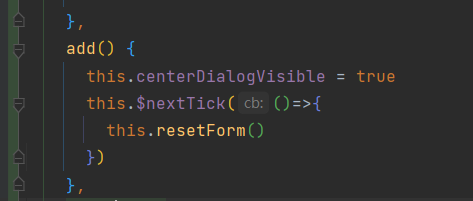 },
add() {
this.centerDialogVisible = true
this.$nextTick( cb: ()=>{
this.resetForm()
})
},